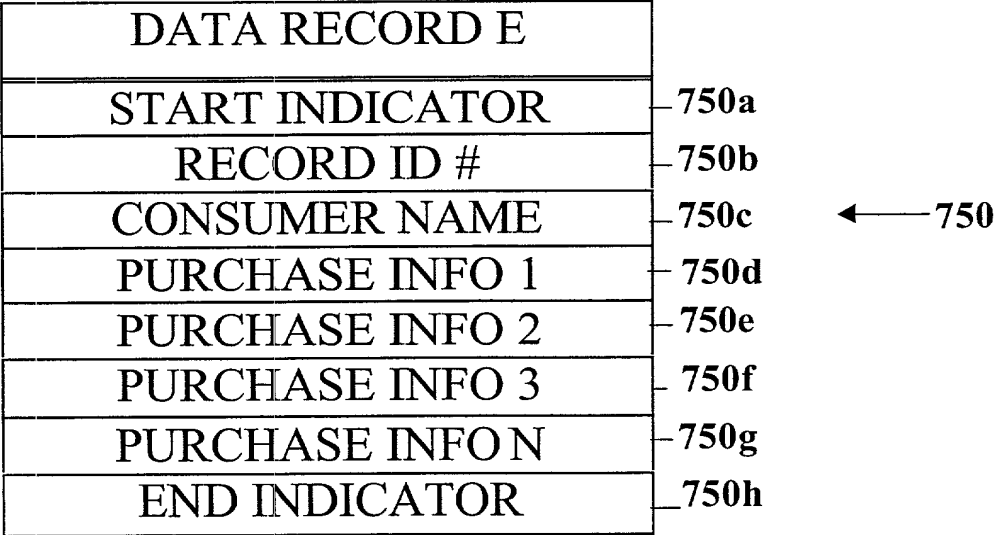 DATA RECORD E
START INDICATOR 750a
RECORD ID # 750b
CONSUMER NAME 750c 750
PURCHASE INFO 1 750d
PURCHASE INFO 2 750e
PURCHASE INFO 3 750f
PURCHASE INFO N 750g
END INDICATOR 750h